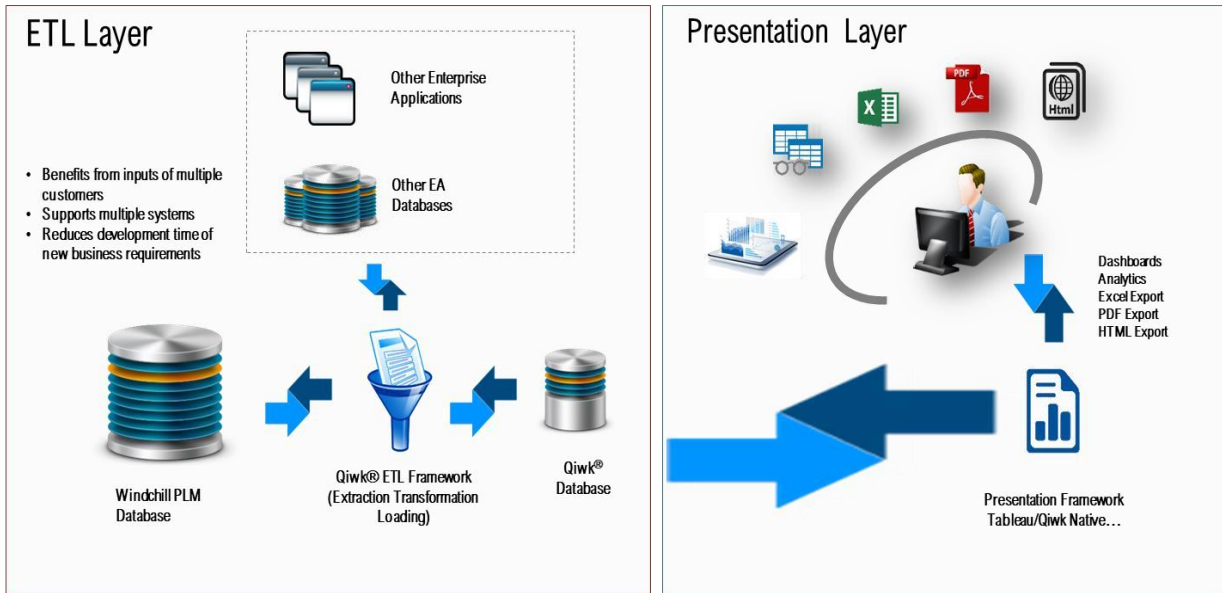 ETL Layer
Other Enterprise
Applications
• Benefits from inputs of multiple
customers
• Supports multiple systems
• Reduces development time of
new business requirements
Other EA
Databases
Windchill PLM
Database
Qiwk® ETL Framework
(Extraction Transformation
Loading)
Qiwk®
Database
Presentation Layer
PDF
Html
X
Dashboards
Analytics
Excel Export
PDF Export
HTML Export
Presentation Framework
Tableau/Qiwk Native...